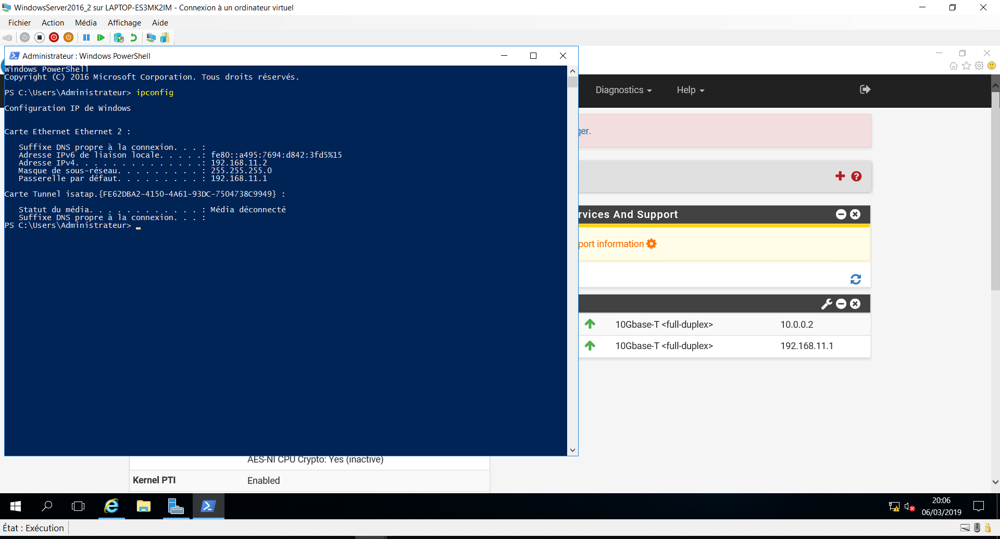 WindowsServer2016_2 sur LAPTOP-ES3MK2IM - Connexion à un ordinateur virtuel
Fichier Action Média Affichage Aide
Administrateur : Windows PowerShell
Windows PowerShell
Copyright (C) 2016 Microsoft Corporation. Tous droits réservés.
PS C:\Users\Administrateur> ipconfig
Configuration IP de Windows
Carte Ethernet Ethernet 2 :
Suffixe DNS propre à la connexion. . . :
Adresse IPv6 de liaison locale. . . . .: fe80::a495:7694:d842:3fd5%15
Adresse IPv4. . . . . . . . . . . . . .: 192.168.11.2
Masque de sous-réseau. . . . . . . . . : 255.255.255.0
Passerelle par défaut. . . . . . . . . : 192.168.11.1
Carte Tunnel isatap.{FE62DBA2-4150-4A61-93DC-7504738C9949} :
Statut du média. . . . . . . . . . . . : Média déconnecté
Suffixe DNS propre à la connexion. . . :
PS C:\Users\Administrateur>
Diagnostics Help
ger.
rvices And Support
port information
10Gbase-T <full-duplex> 10.0.0.2
10Gbase-T <full-duplex> 192.168.11.1
AES-NI CPU Crypto: Yes (inactive)
Kernel PTI Enabled
20:06
06/03/2019
État : Exécution